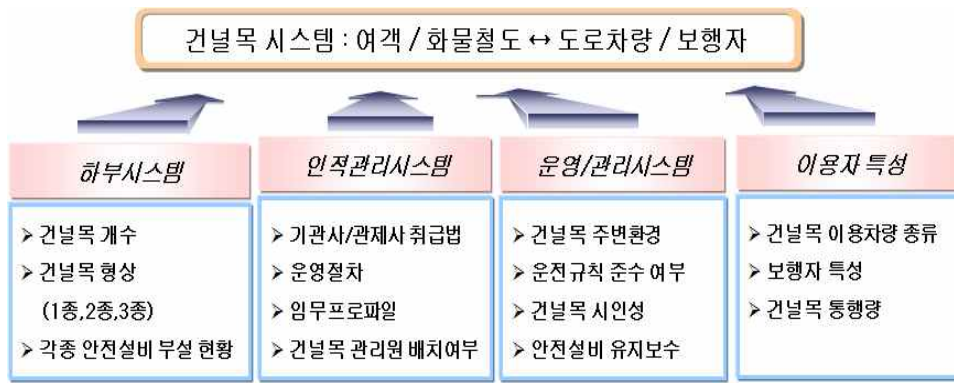 건널목 시스템 : 여객 / 화물철도 ↔ 도로차량 / 보행자
하부시스템
➢ 건널목 개수
➢ 건널목 형상
(1종,2종,3종)
➢ 각종 안전설비 부설 현황
인적관리시스템
➢ 기관사/관제사 취급법
➢ 운영절차
➢ 임무프로파일
➢ 건널목 관리원 배치여부
운영/관리시스템
➢ 건널목 주변환경
➢ 운전규칙 준수 여부
➢ 건널목 시인성
➢ 안전설비 유지보수
이용자 특성
➢ 건널목 이용차량 종류
➢ 보행자 특성
➢ 건널목 통행량